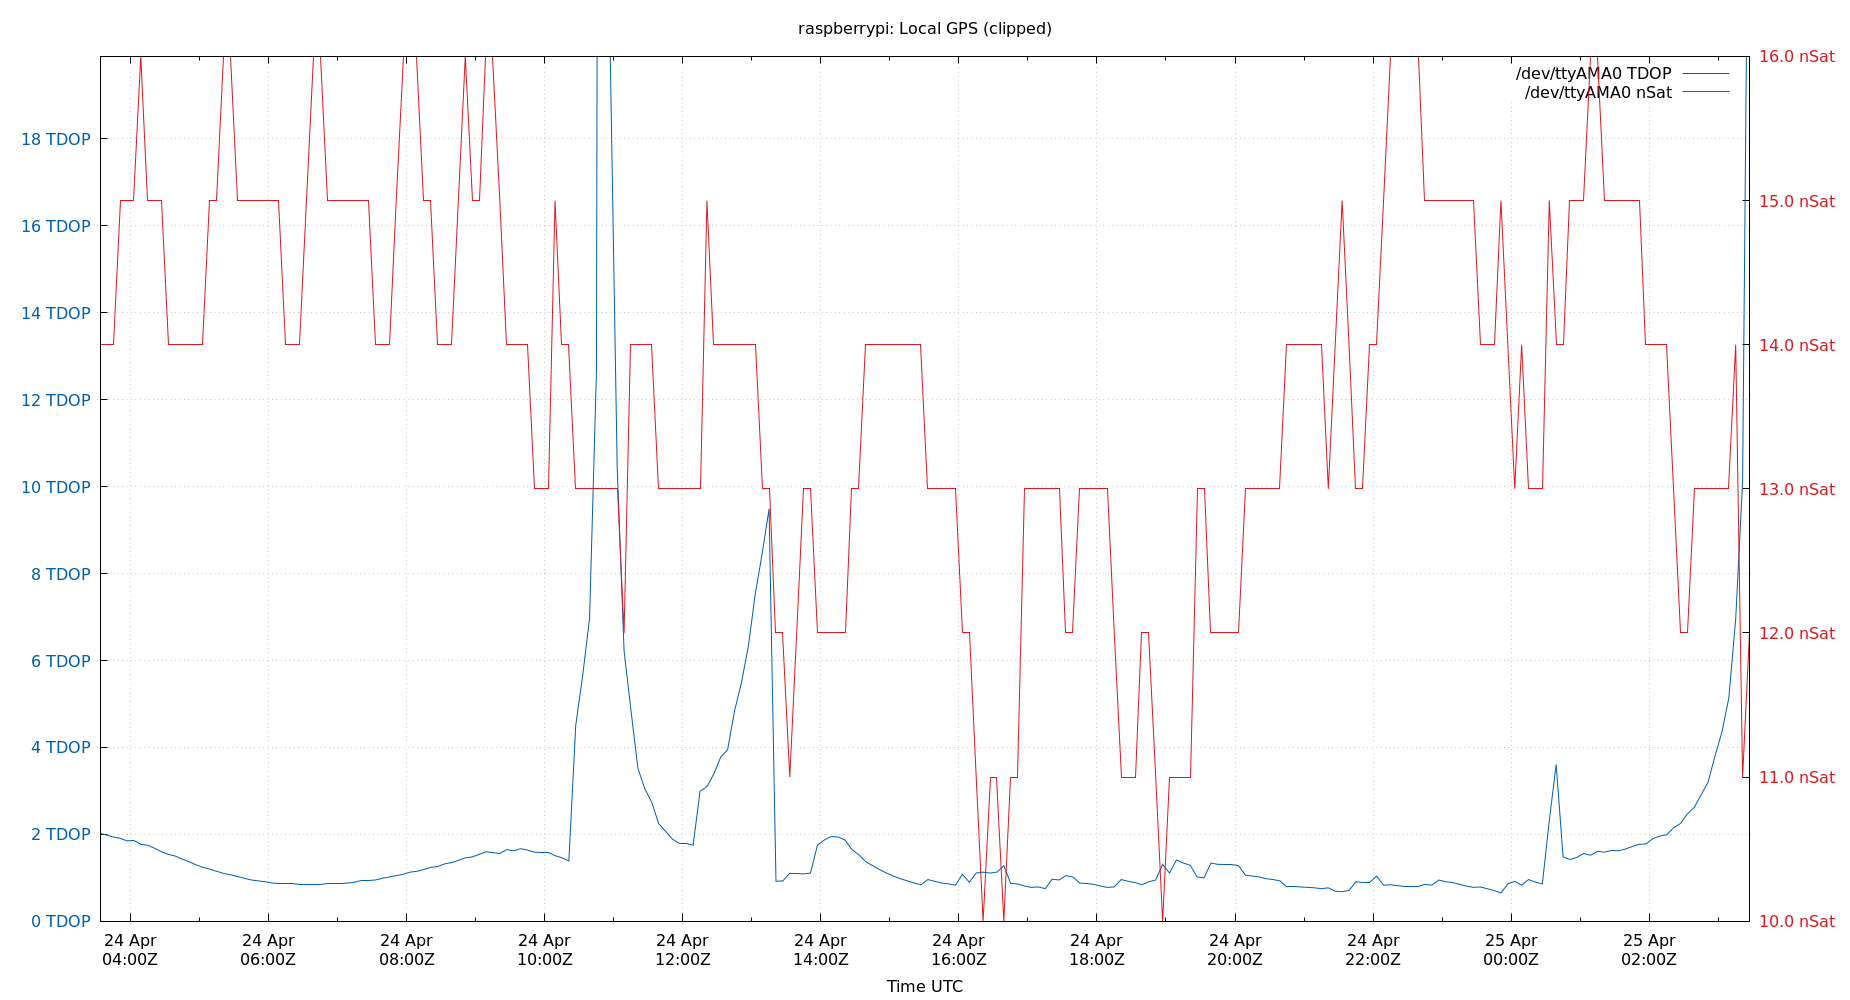 raspberrypi: Local GPS (clipped)
/dev/ttyAMA0 TDOP
/dev/ttyAMA0 nSat
18 TDOP
16 TDOP
14 TDOP
12 TDOP
10 TDOP
8 TDOP
6 TDOP
4 TDOP
2 TDOP
0 TDOP
16.0 nSat
15.0 nSat
14.0 nSat
13.0 nSat
12.0 nSat
11.0 nSat
10.0 nSat
24 Apr 24 Apr 24 Apr 24 Apr 24 Apr 24 Apr 24 Apr 24 Apr 24 Apr 24 Apr 25 Apr 25 Apr
04:00Z 06:00Z 08:00Z 10:00Z 12:00Z 14:00Z 16:00Z 18:00Z 20:00Z 22:00Z 00:00Z 02:00Z
Time UTC